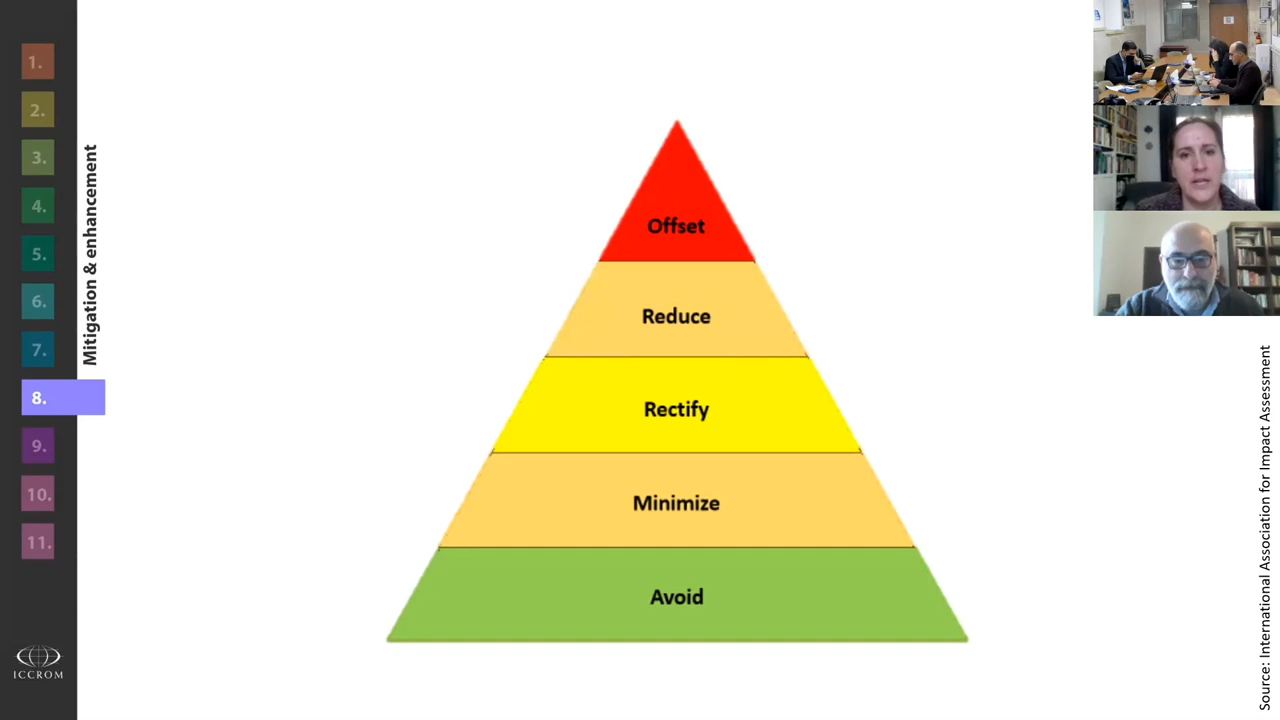 1.
2.
3.
4.
5.
6.
7.
8.
9.
10.
11.
Mitigation & enhancement
Offset
Reduce
Rectify
Minimize
Avoid
Source: International Association for Impact Assessment
ICCROM